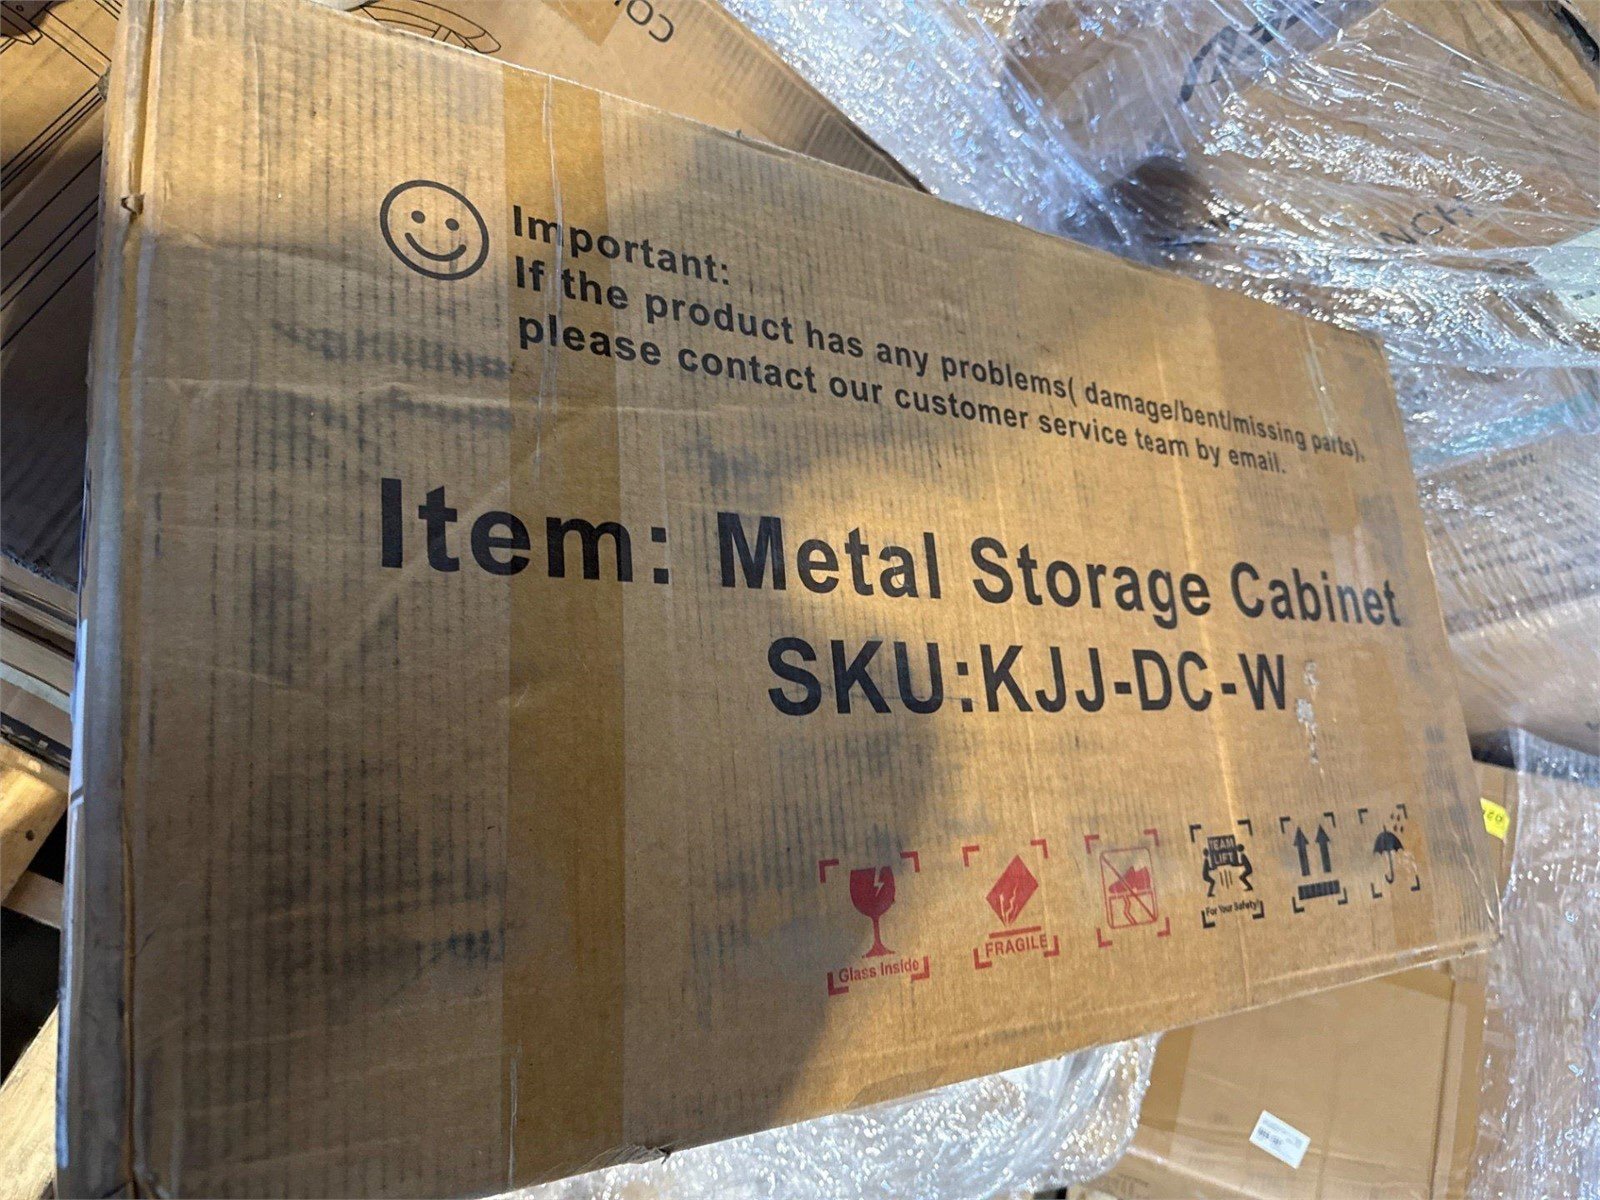 Important:
If the product has any problems( damage/bent/missing parts),
please contact our customer service team by email.
Item: Metal Storage Cabinet
SKU:KJJ-DC-W
Glass Inside
FRAGILE
TEAM
LIFT
For Your Safety!